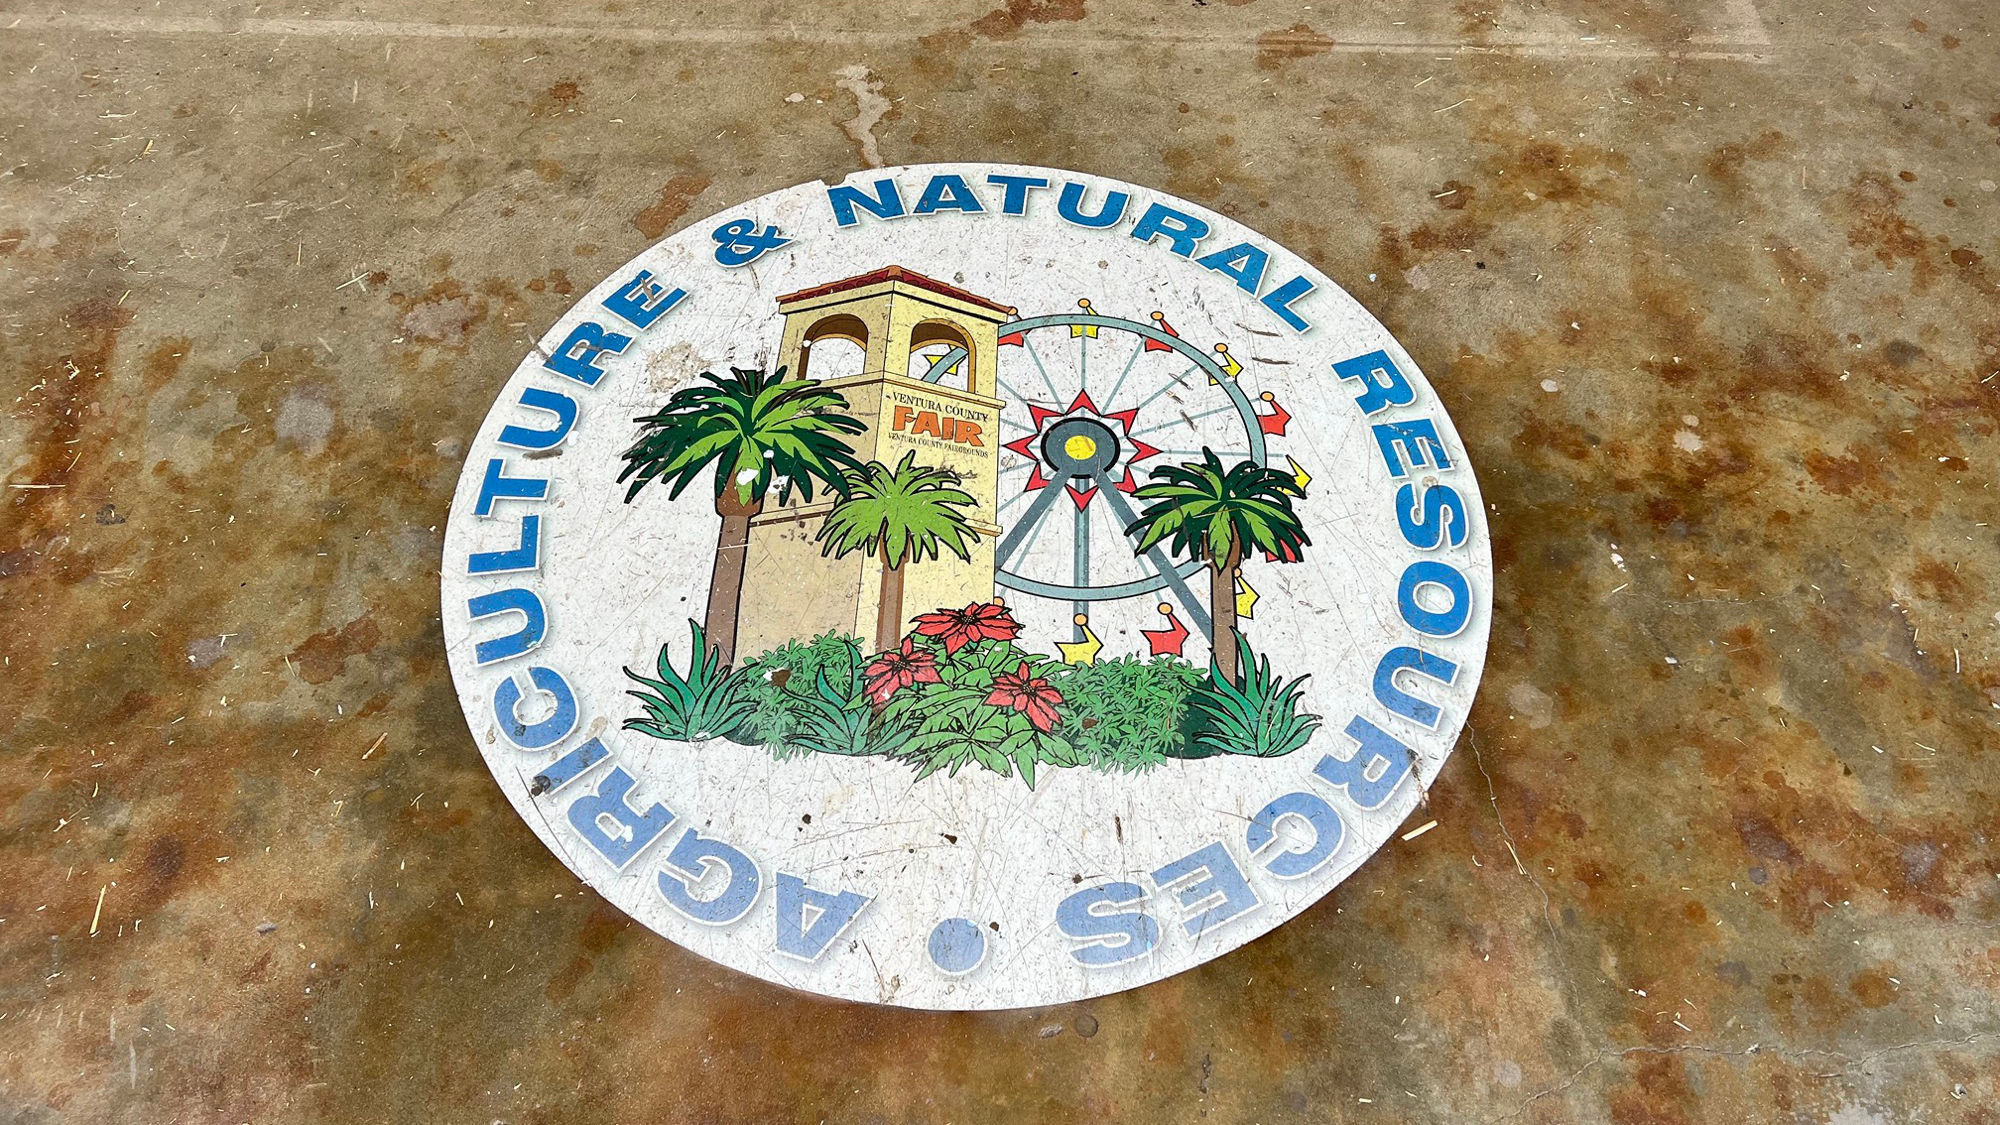 AGRICULTURE & NATURAL RESOURCES •
VENTURA COUNTY
FAIR
VENTURA COUNTY FAIRGROUNDS